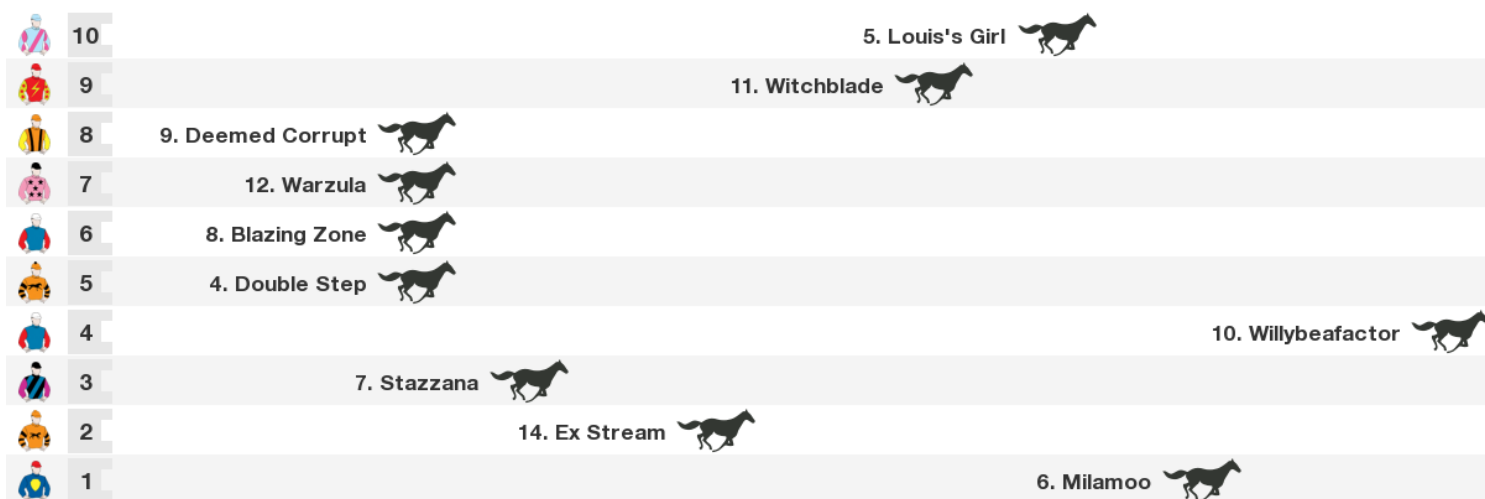 10 5. Louis's Girl
9 11. Witchblade
8 9. Deemed Corrupt
7 12. Warzula
6 8. Blazing Zone
5 4. Double Step
4 10. Willybeafactor
3 7. Stazzana
2 14. Ex Stream
1 6. Milamoo